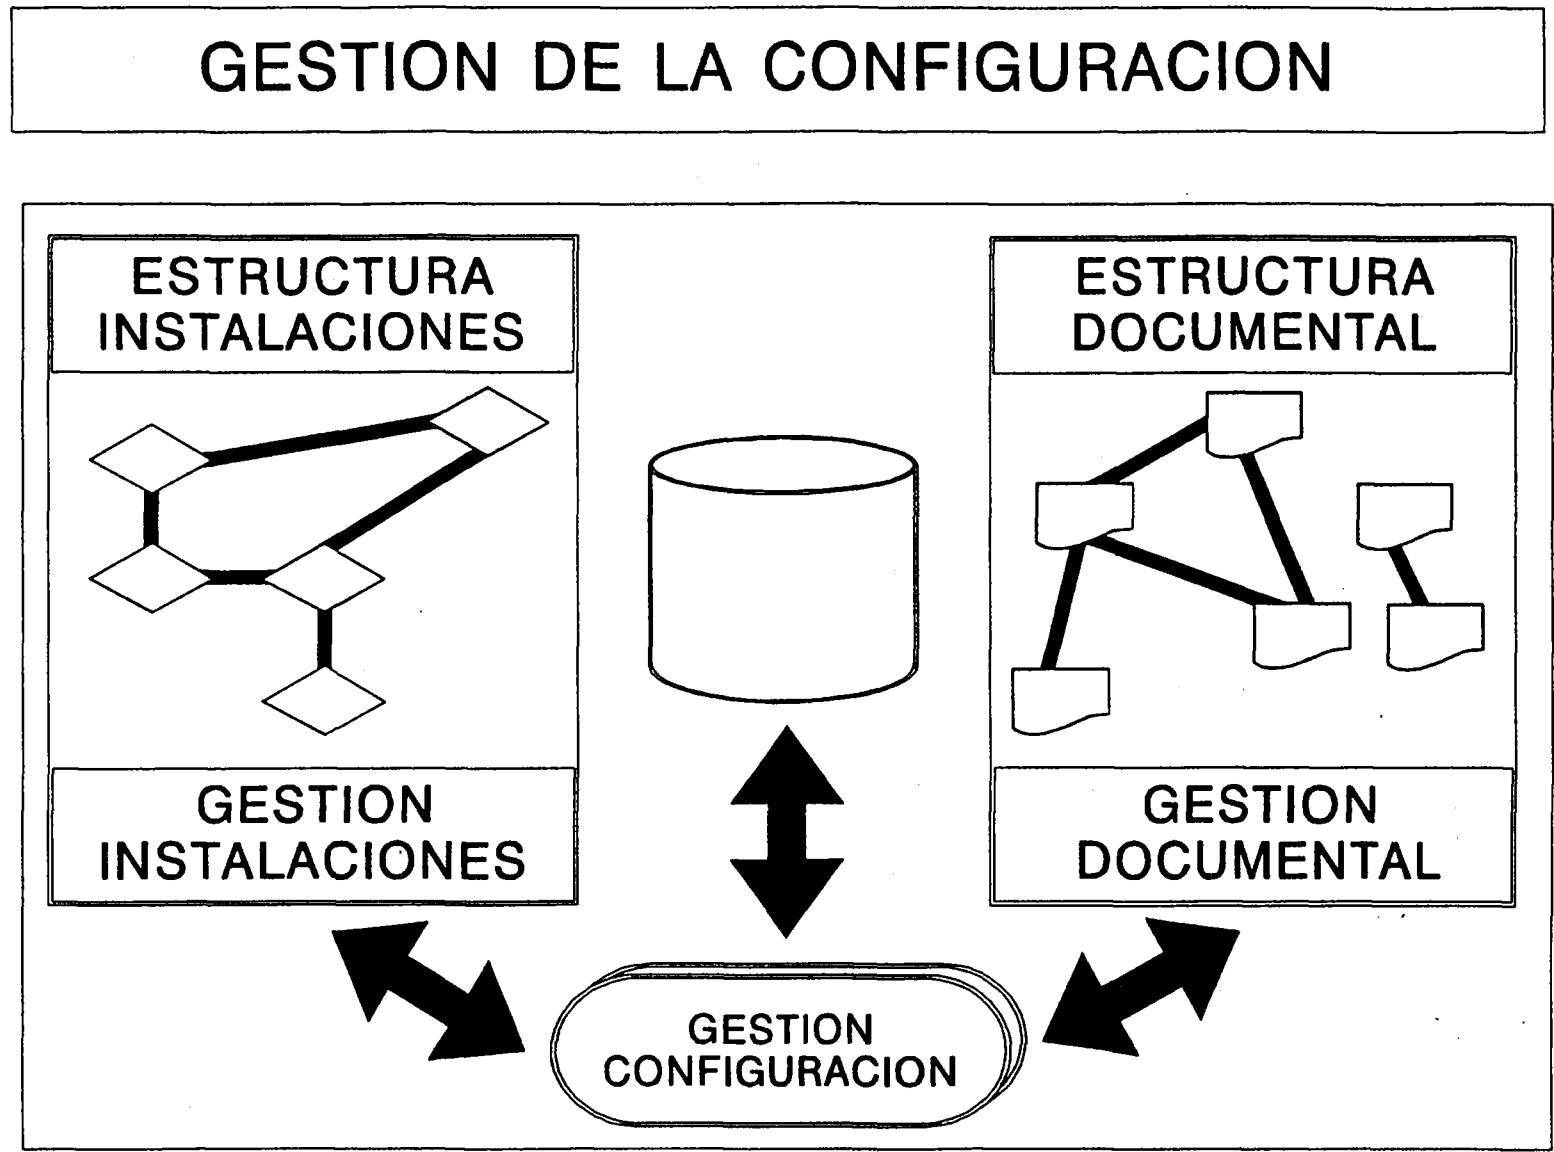 GESTION DE LA CONFIGURACION
ESTRUCTURA
INSTALACIONES
ESTRUCTURA
DOCUMENTAL
GESTION
INSTALACIONES
GESTION
DOCUMENTAL
GESTION
CONFIGURACION